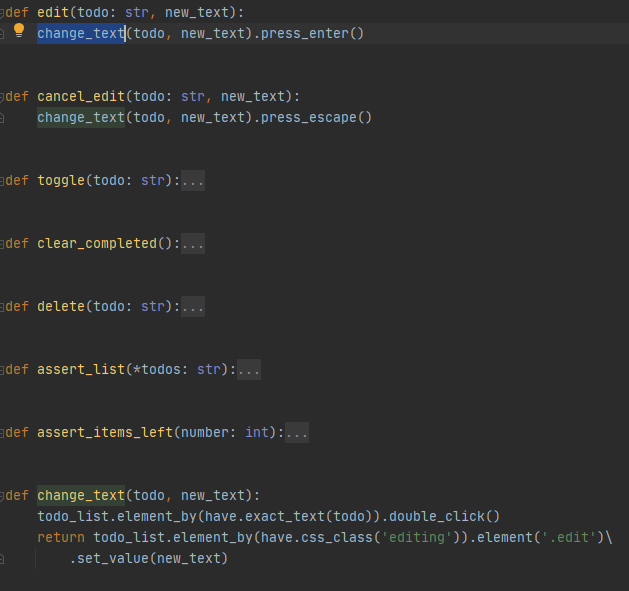 def edit(todo: str, new_text):
    change_text(todo, new_text).press_enter()
def cancel_edit(todo: str, new_text):
    change_text(todo, new_text).press_escape()
def toggle(todo: str):...
def clear_completed():...
def delete(todo: str):...
def assert_list(*todos: str):...
def assert_items_left(number: int):...
def change_text(todo, new_text):
    todo_list.element_by(have.exact_text(todo)).double_click()
    return todo_list.element_by(have.css_class('editing')).element('.edit')\
        .set_value(new_text)